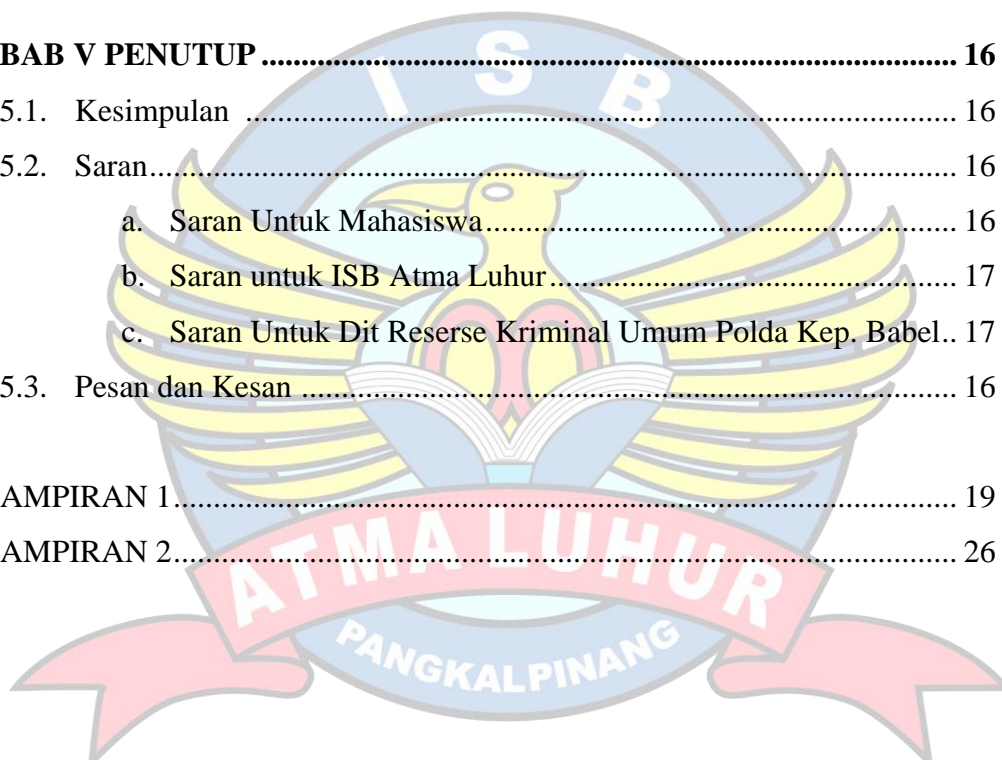 I S B
BAB V PENUTUP ........................................................................................ 16
5.1. Kesimpulan .......................................................................................... 16
5.2. Saran...................................................................................................... 16
a. Saran Untuk Mahasiswa............................................................ 16
b. Saran untuk ISB Atma Luhur.................................................... 17
c. Saran Untuk Dit Reserse Kriminal Umum Polda Kep. Babel.. 17
5.3. Pesan dan Kesan ................................................................................... 16
AMPIRAN 1................................................................................................... 19
AMPIRAN 2................................................................................................... 26
ATMA LUHUR
PANGKALPINANG